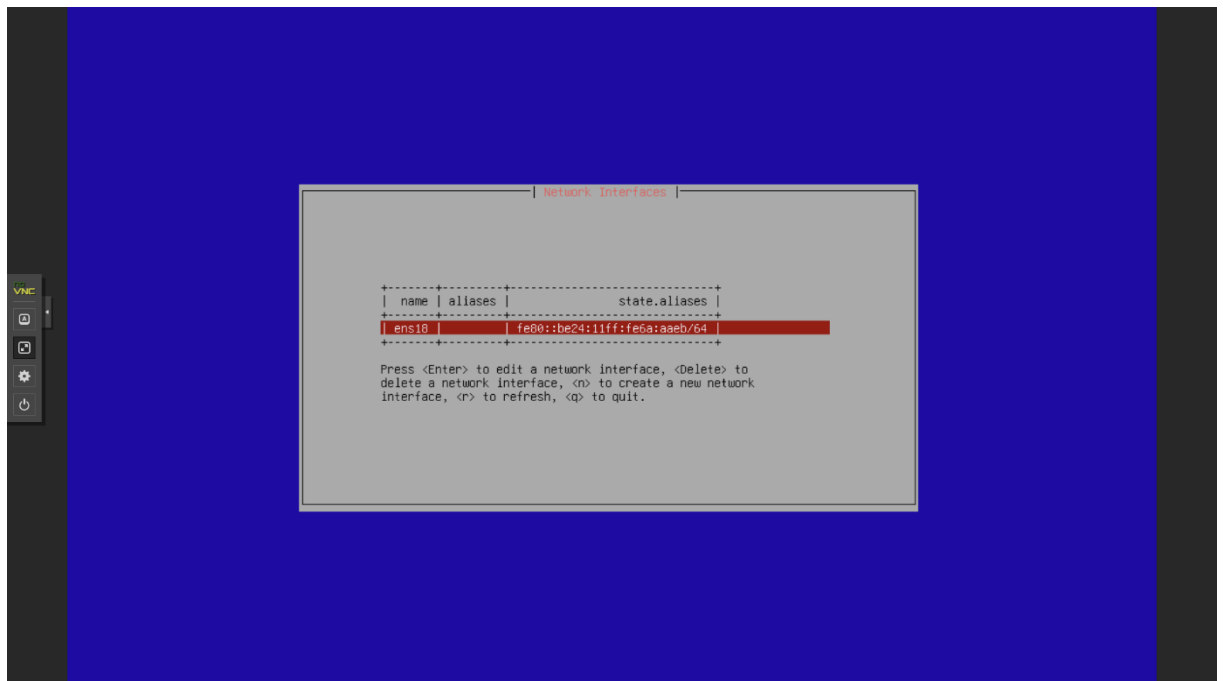 Network Interfaces
+-------+---------+------------------------------+
| name | aliases | state.aliases |
+-------+---------+------------------------------+
| ens18 | | fe80::be24:11ff:fe6a:aaeb/64 |
+-------+---------+------------------------------+
Press <Enter> to edit a network interface, <Delete> to
delete a network interface, <n> to create a new network
interface, <r> to refresh, <q> to quit.
VNC
A